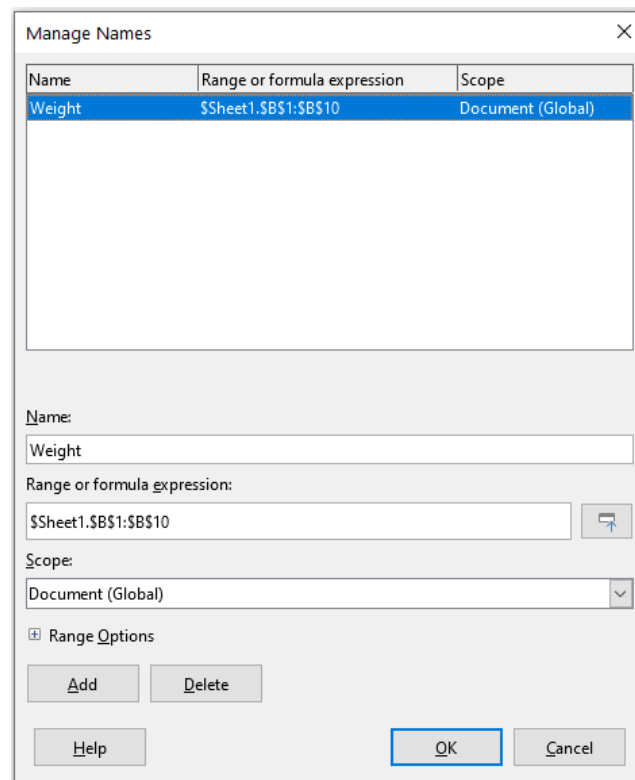 Manage Names
Name Range or formula expression Scope
Weight $Sheet1.$B$1:$B$10 Document (Global)
Name:
Weight
Range or formula expression:
$Sheet1.$B$1:$B$10
Scope:
Document (Global)
Range Options
Add Delete
Help OK Cancel